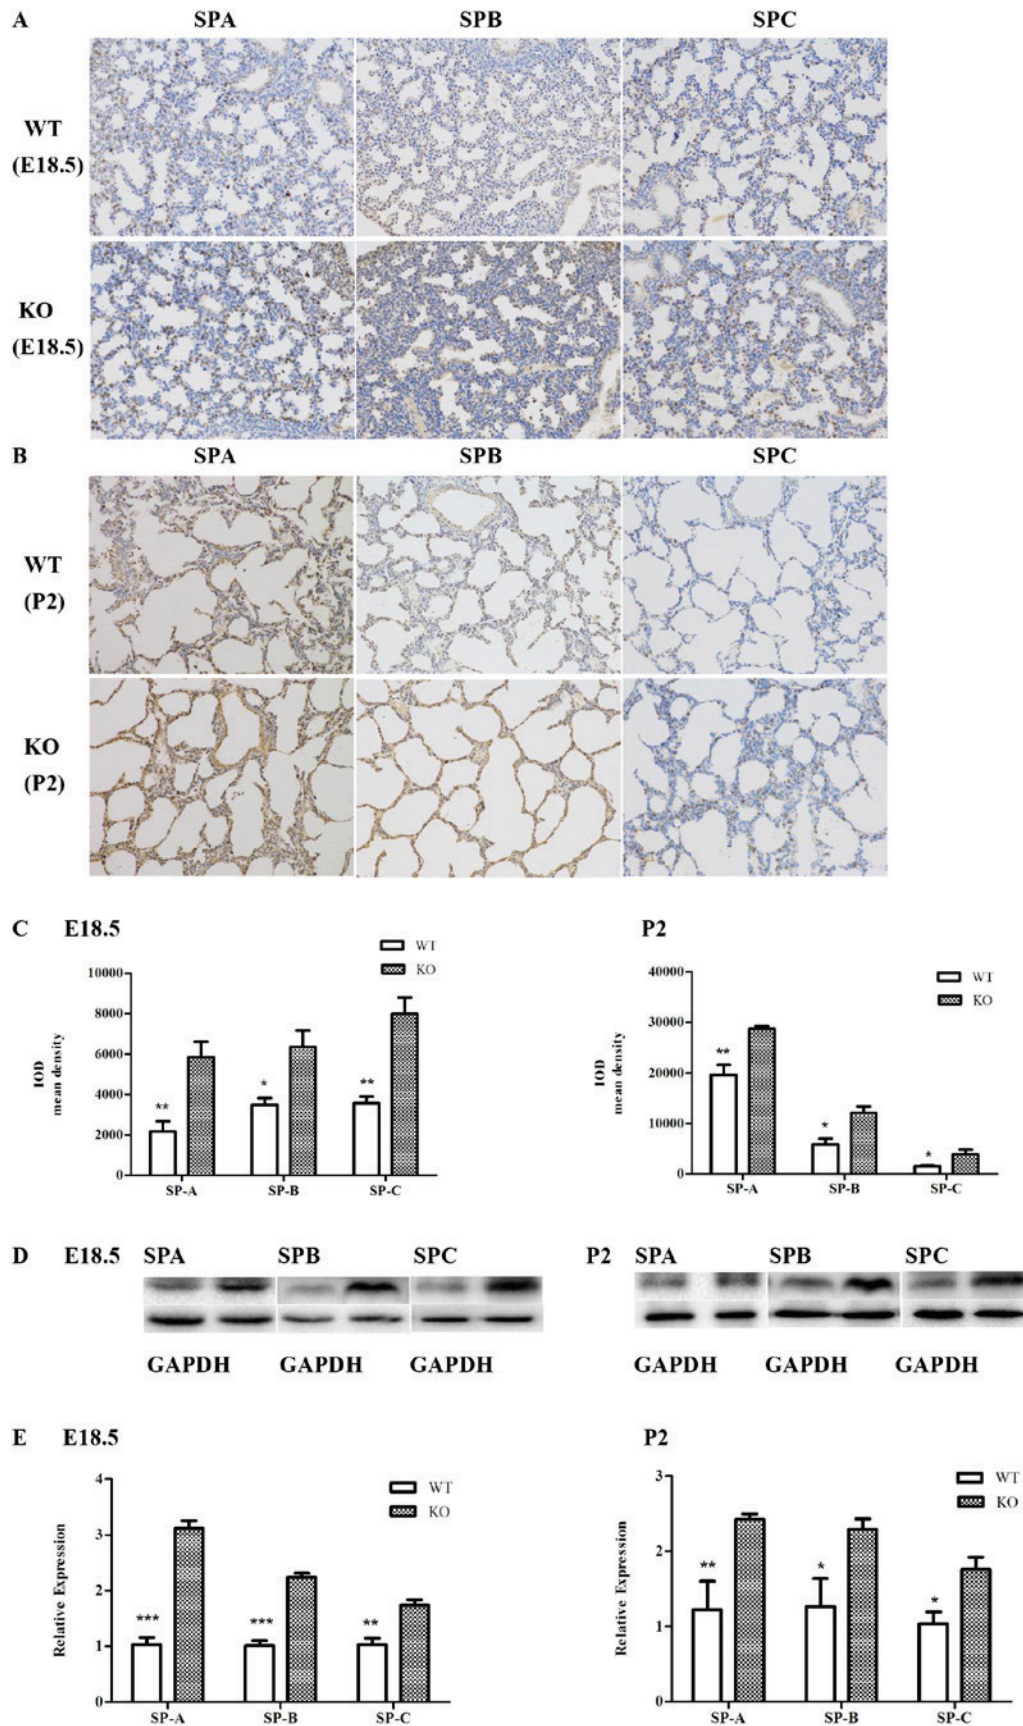 A SPA SPB SPC
WT
(E18.5)
KO
(E18.5)
B SPA SPB SPC
WT
(P2)
KO
(P2)
C E18.5
WT
KO
10000
8000
6000
4000
2000
0
IOD
mean density
**
*
**
SP-A SP-B SP-C
P2
WT
KO
40000
30000
20000
10000
0
IOD
mean density
**
*
*
SP-A SP-B SP-C
D E18.5 SPA SPB SPC
GAPDH GAPDH GAPDH
P2 SPA SPB SPC
GAPDH GAPDH GAPDH
E E18.5
WT
KO
4
3
2
1
0
Relative Expression
***
***
**
SP-A SP-B SP-C
P2
WT
KO
3
2
1
0
Relative Expression
**
*
*
SP-A SP-B SP-C